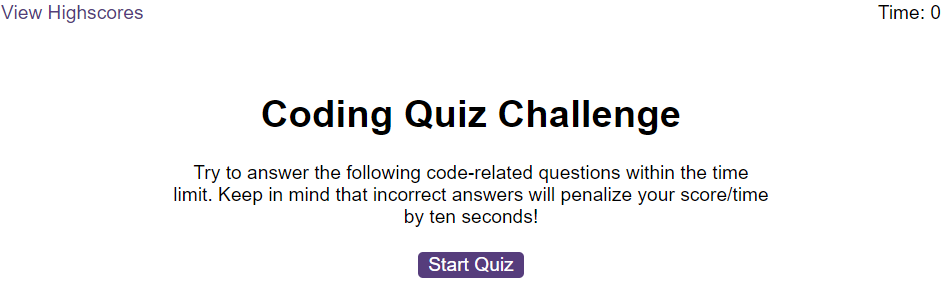 View Highscores
Time: 0
Coding Quiz Challenge
Try to answer the following code-related questions within the time
limit. Keep in mind that incorrect answers will penalize your score/time
by ten seconds!
Start Quiz